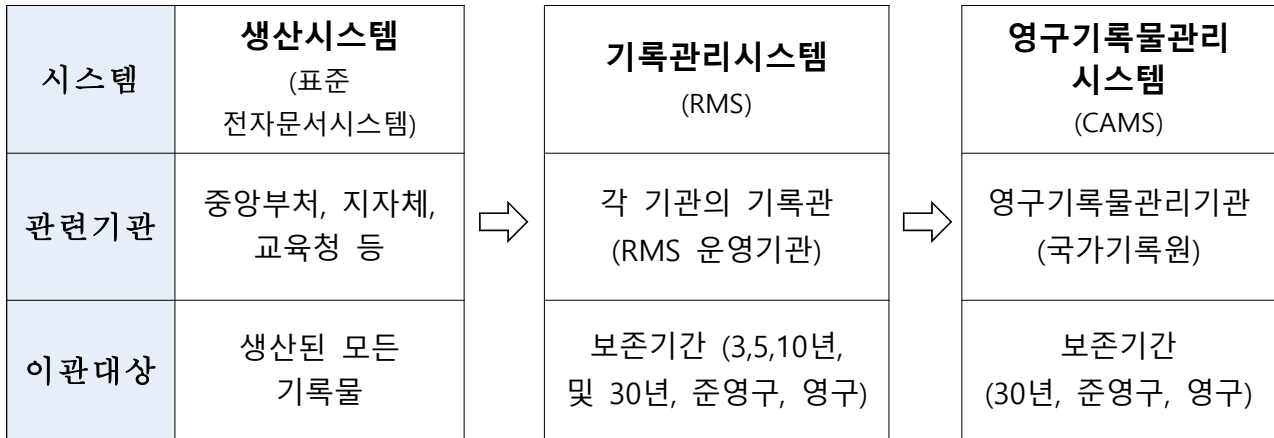 시스템
생산시스템
(표준
전자문서시스템)
기록관리시스템
(RMS)
영구기록물관리
시스템
(CAMS)
관련기관
중앙부처, 지자체,
교육청 등
각 기관의 기록관
(RMS 운영기관)
영구기록물관리기관
(국가기록원)
이관대상
생산된 모든
기록물
보존기간 (3,5,10년,
및 30년, 준영구, 영구)
보존기간
(30년, 준영구, 영구)